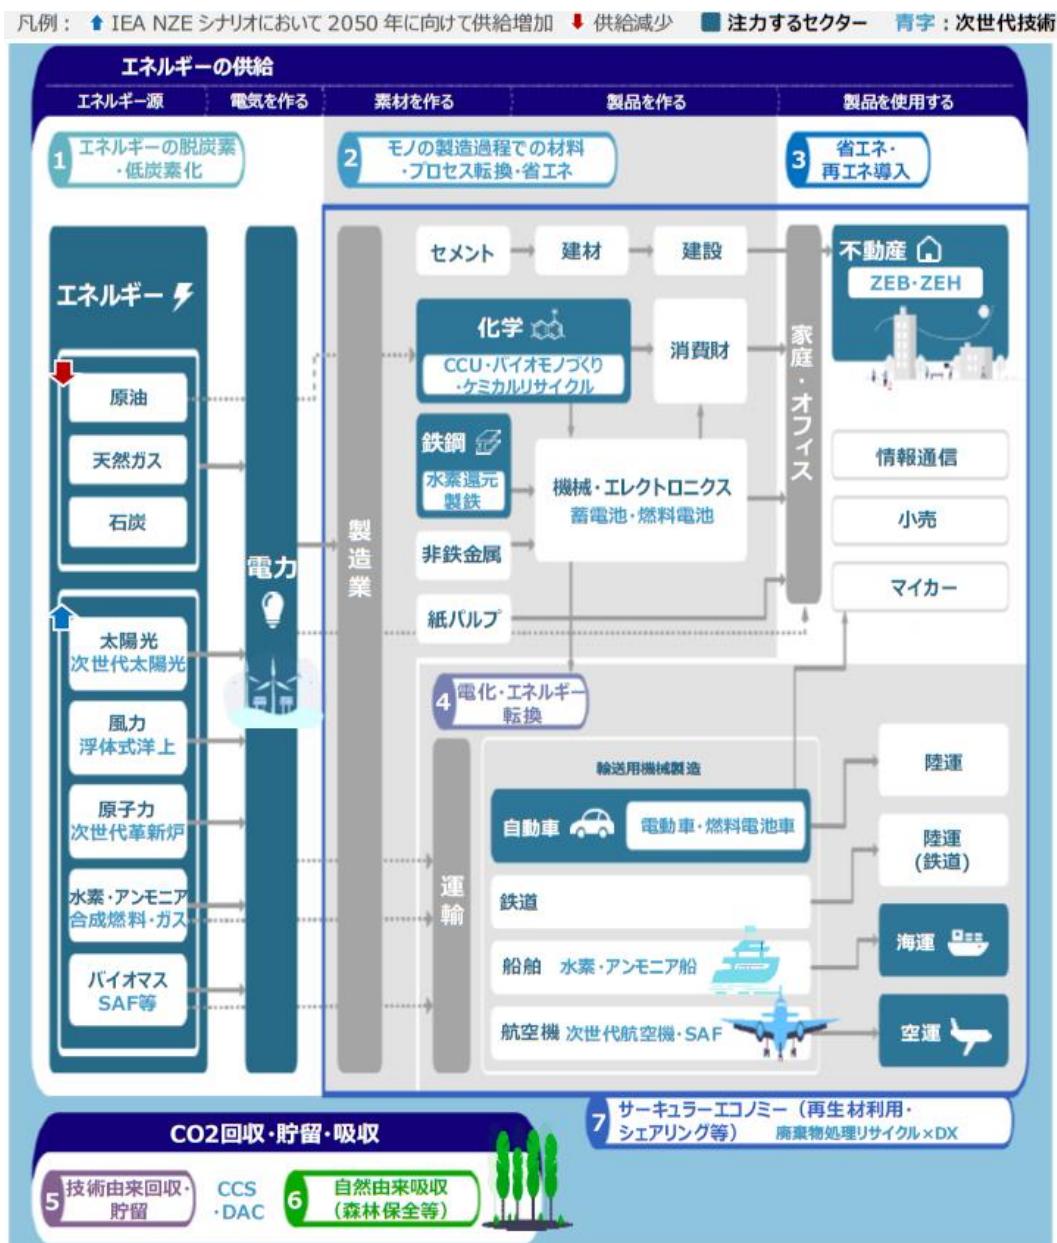 凡例： IEA NZE シナリオにおいて 2050 年に向けて供給増加 供給減少 注力するセクター 青字：次世代技術
エネルギーの供給
エネルギー源 電気を作る 素材を作る 製品を作る 製品を使用する
1 エネルギーの脱炭素
・低炭素化
2 モノの製造過程での材料
・プロセス転換・省エネ
3 省エネ・
再エネ導入
エネルギー
原油
天然ガス
石炭
太陽光
次世代太陽光
風力
浮体式洋上
原子力
次世代革新炉
水素・アンモニア
合成燃料・ガス
バイオマス
SAF等
電力
製造業
セメント
建材
建設
化学
CCU・バイオモノづくり
・ケミカルリサイクル
消費財
鉄鋼
水素還元
製鉄
機械・エレクトロニクス
蓄電池・燃料電池
非鉄金属
紙パルプ
家庭・オフィス
不動産
ZEB・ZEH
情報通信
小売
マイカー
4 電化・エネルギー
転換
運輸
輸送用機械製造
自動車 電動車・燃料電池車
鉄道
船舶 水素・アンモニア船
航空機 次世代航空機・SAF
陸運
陸運
(鉄道)
海運
空運
7 サーキュラーエコノミー（再生材利用・
シェアリング等） 廃棄物処理リサイクル×DX
CO2回収・貯留・吸収
5 技術由来回収・
貯留
CCS
・DAC
6 自然由来吸収
（森林保全等）